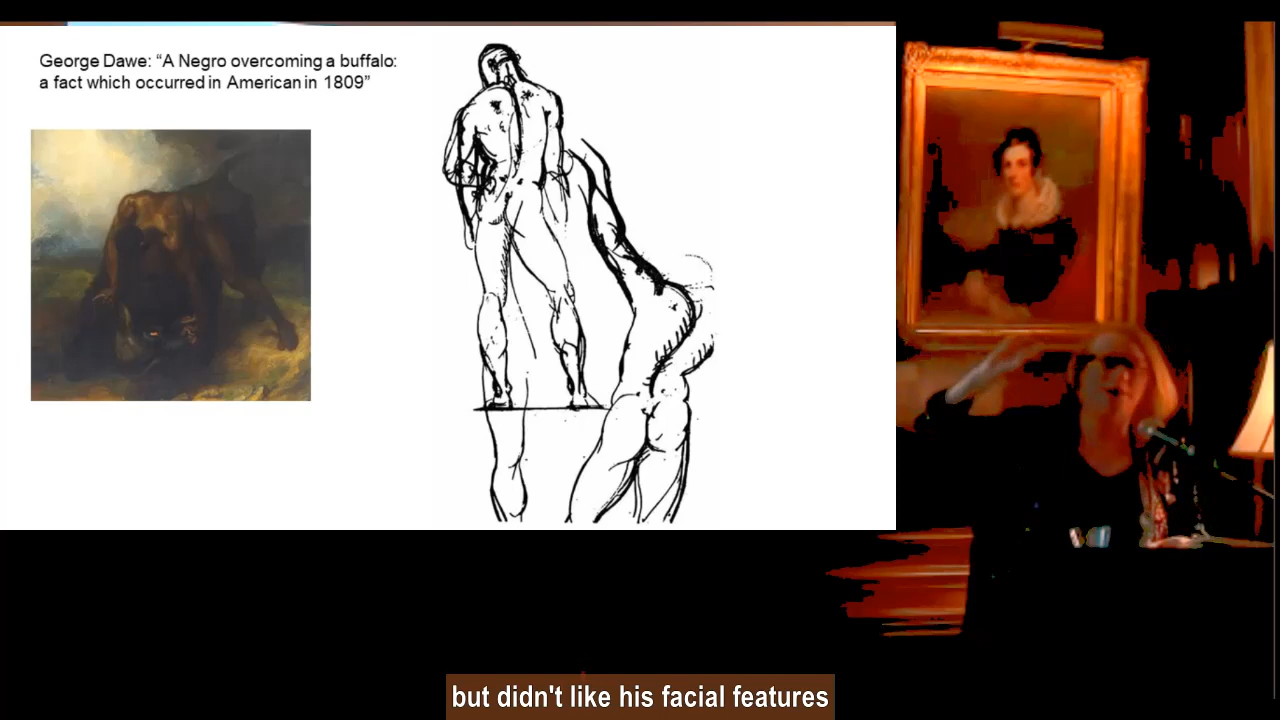 George Dawe: “A Negro overcoming a buffalo:
a fact which occurred in American in 1809”
but didn't like his facial features